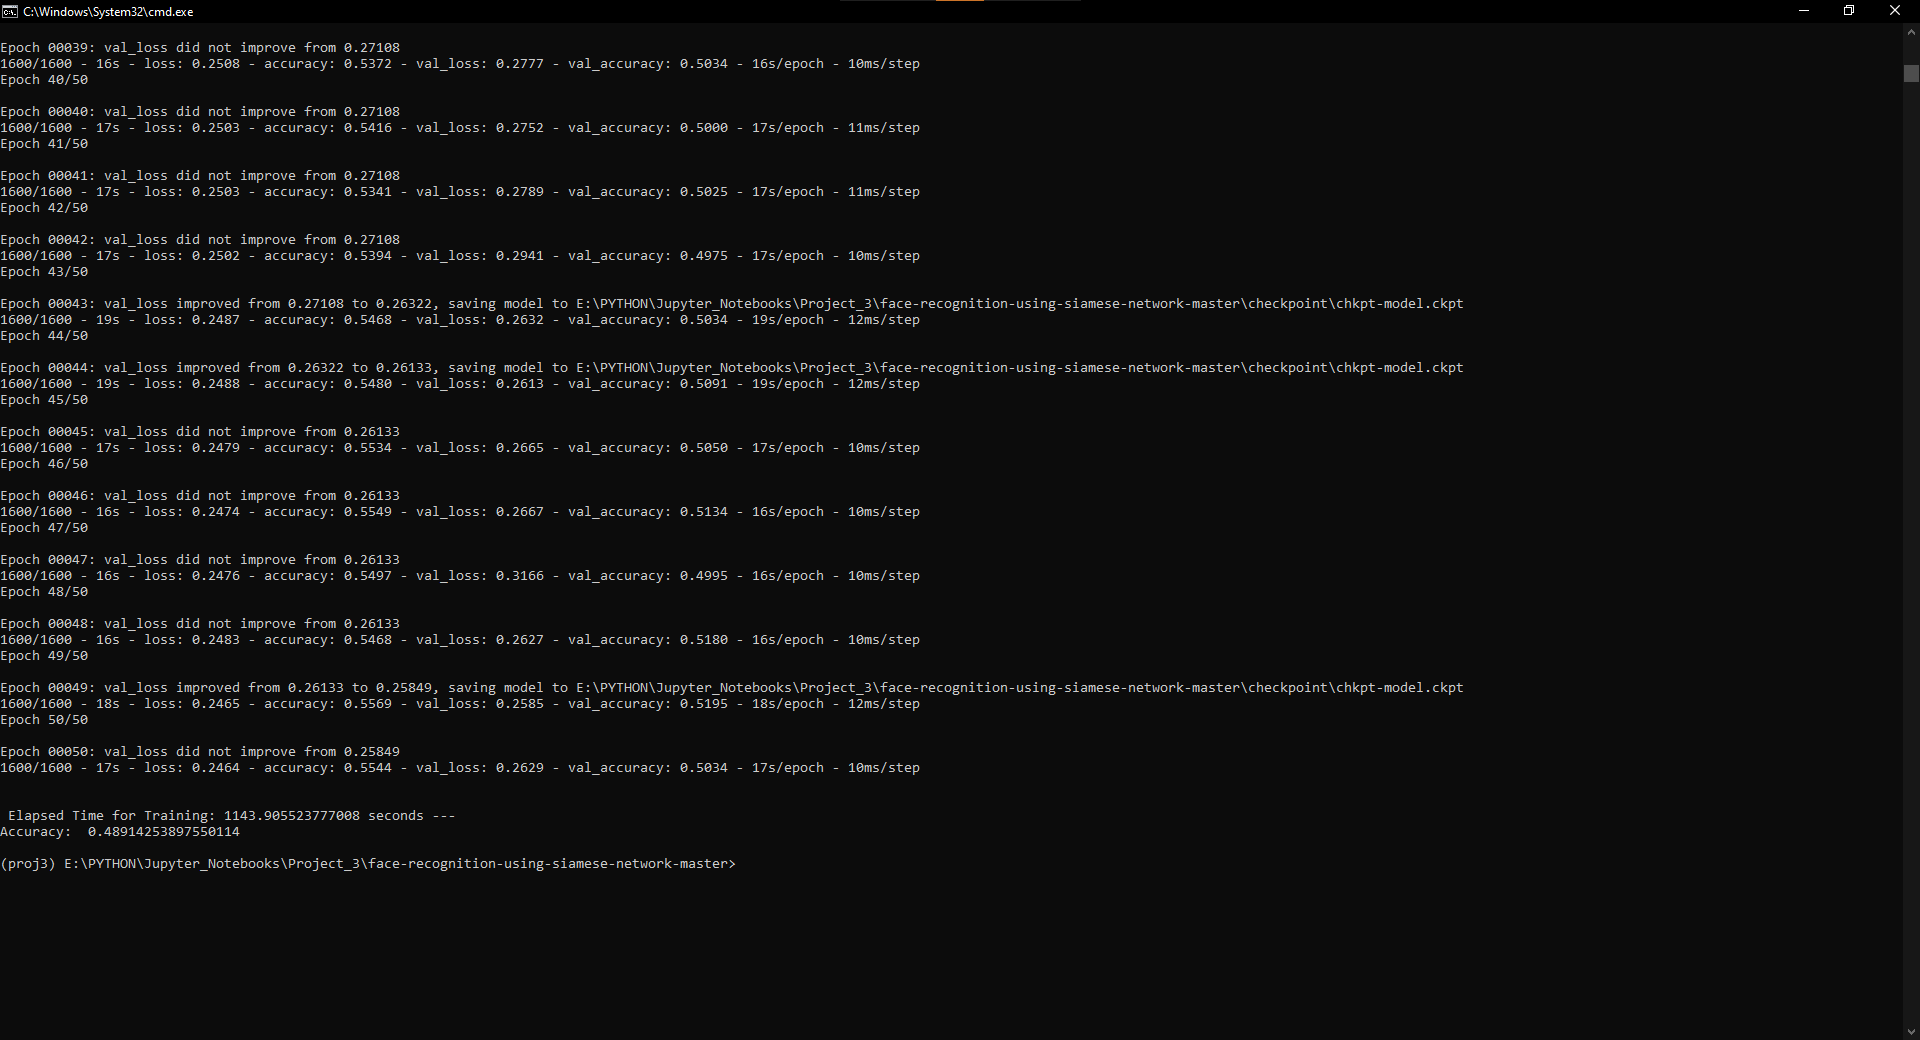 C:\Windows\System32\cmd.exe
Epoch 00039: val_loss did not improve from 0.27108
1600/1600 - 16s - loss: 0.2508 - accuracy: 0.5372 - val_loss: 0.2777 - val_accuracy: 0.5034 - 16s/epoch - 10ms/step
Epoch 40/50
Epoch 00040: val_loss did not improve from 0.27108
1600/1600 - 17s - loss: 0.2503 - accuracy: 0.5416 - val_loss: 0.2752 - val_accuracy: 0.5000 - 17s/epoch - 11ms/step
Epoch 41/50
Epoch 00041: val_loss did not improve from 0.27108
1600/1600 - 17s - loss: 0.2503 - accuracy: 0.5341 - val_loss: 0.2789 - val_accuracy: 0.5025 - 17s/epoch - 11ms/step
Epoch 42/50
Epoch 00042: val_loss did not improve from 0.27108
1600/1600 - 17s - loss: 0.2502 - accuracy: 0.5394 - val_loss: 0.2941 - val_accuracy: 0.4975 - 17s/epoch - 10ms/step
Epoch 43/50
Epoch 00043: val_loss improved from 0.27108 to 0.26322, saving model to E:\PYTHON\Jupyter_Notebooks\Project_3\face-recognition-using-siamese-network-master\checkpoint\chkpt-model.ckpt
1600/1600 - 19s - loss: 0.2487 - accuracy: 0.5468 - val_loss: 0.2632 - val_accuracy: 0.5034 - 19s/epoch - 12ms/step
Epoch 44/50
Epoch 00044: val_loss improved from 0.26322 to 0.26133, saving model to E:\PYTHON\Jupyter_Notebooks\Project_3\face-recognition-using-siamese-network-master\checkpoint\chkpt-model.ckpt
1600/1600 - 19s - loss: 0.2488 - accuracy: 0.5480 - val_loss: 0.2613 - val_accuracy: 0.5091 - 19s/epoch - 12ms/step
Epoch 45/50
Epoch 00045: val_loss did not improve from 0.26133
1600/1600 - 17s - loss: 0.2479 - accuracy: 0.5534 - val_loss: 0.2665 - val_accuracy: 0.5050 - 17s/epoch - 10ms/step
Epoch 46/50
Epoch 00046: val_loss did not improve from 0.26133
1600/1600 - 16s - loss: 0.2474 - accuracy: 0.5549 - val_loss: 0.2667 - val_accuracy: 0.5134 - 16s/epoch - 10ms/step
Epoch 47/50
Epoch 00047: val_loss did not improve from 0.26133
1600/1600 - 16s - loss: 0.2476 - accuracy: 0.5497 - val_loss: 0.3166 - val_accuracy: 0.4995 - 16s/epoch - 10ms/step
Epoch 48/50
Epoch 00048: val_loss did not improve from 0.26133
1600/1600 - 16s - loss: 0.2483 - accuracy: 0.5468 - val_loss: 0.2627 - val_accuracy: 0.5180 - 16s/epoch - 10ms/step
Epoch 49/50
Epoch 00049: val_loss improved from 0.26133 to 0.25849, saving model to E:\PYTHON\Jupyter_Notebooks\Project_3\face-recognition-using-siamese-network-master\checkpoint\chkpt-model.ckpt
1600/1600 - 18s - loss: 0.2465 - accuracy: 0.5569 - val_loss: 0.2585 - val_accuracy: 0.5195 - 18s/epoch - 12ms/step
Epoch 50/50
Epoch 00050: val_loss did not improve from 0.25849
1600/1600 - 17s - loss: 0.2464 - accuracy: 0.5544 - val_loss: 0.2629 - val_accuracy: 0.5034 - 17s/epoch - 10ms/step
Elapsed Time for Training: 1143.905523777008 seconds ---
Accuracy:  0.48914253897550114
(proj3) E:\PYTHON\Jupyter_Notebooks\Project_3\face-recognition-using-siamese-network-master>